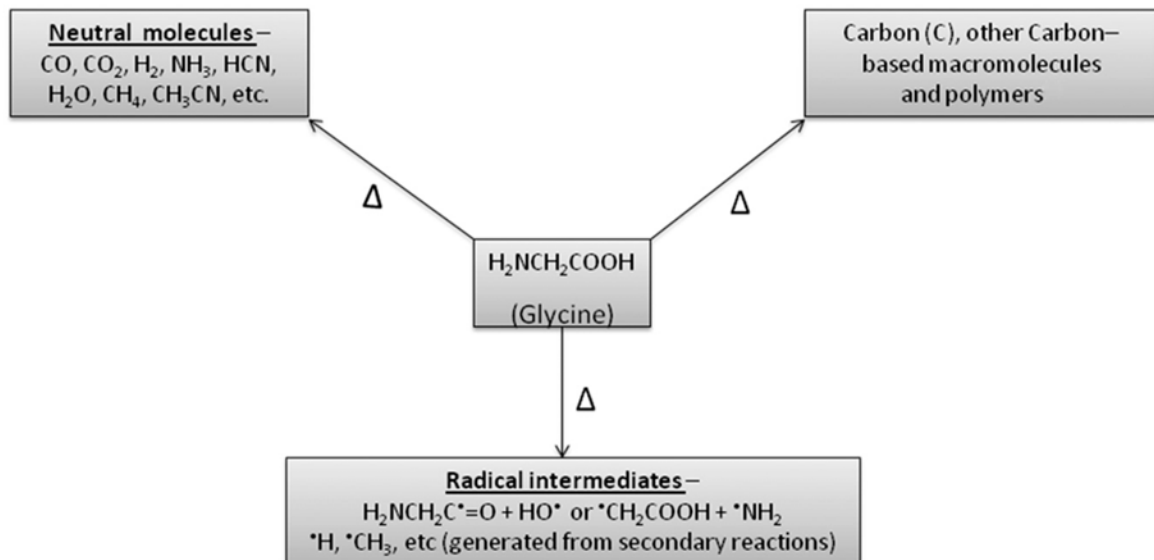 Neutral molecules–
CO, CO₂, H₂, NH₃, HCN,
H₂O, CH₄, CH₃CN, etc.
Carbon (C), other Carbon–
based macromolecules
and polymers
Δ
Δ
H₂NCH₂COOH
(Glycine)
Δ
Radical intermediates–
H₂NCH₂C•=O + HO• or •CH₂COOH + •NH₂
•H, •CH₃, etc (generated from secondary reactions)